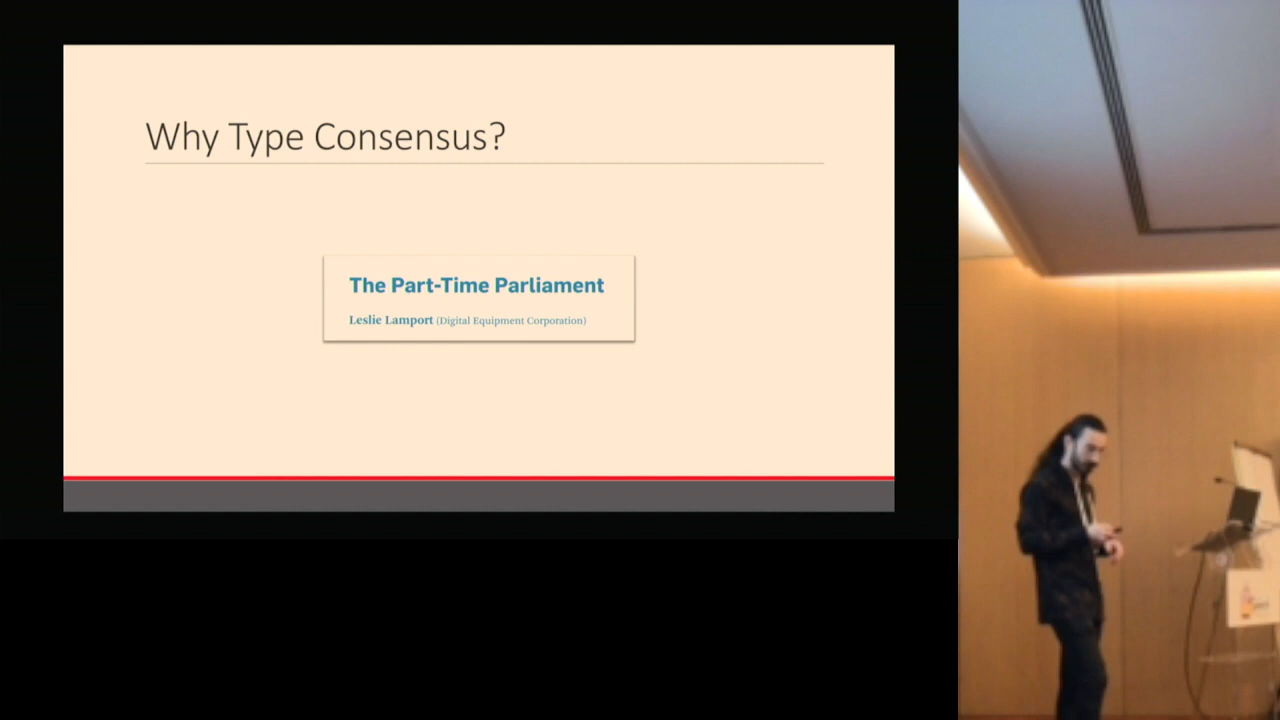 Why Type Consensus?
The Part-Time Parliament
Leslie Lamport (Digital Equipment Corporation)